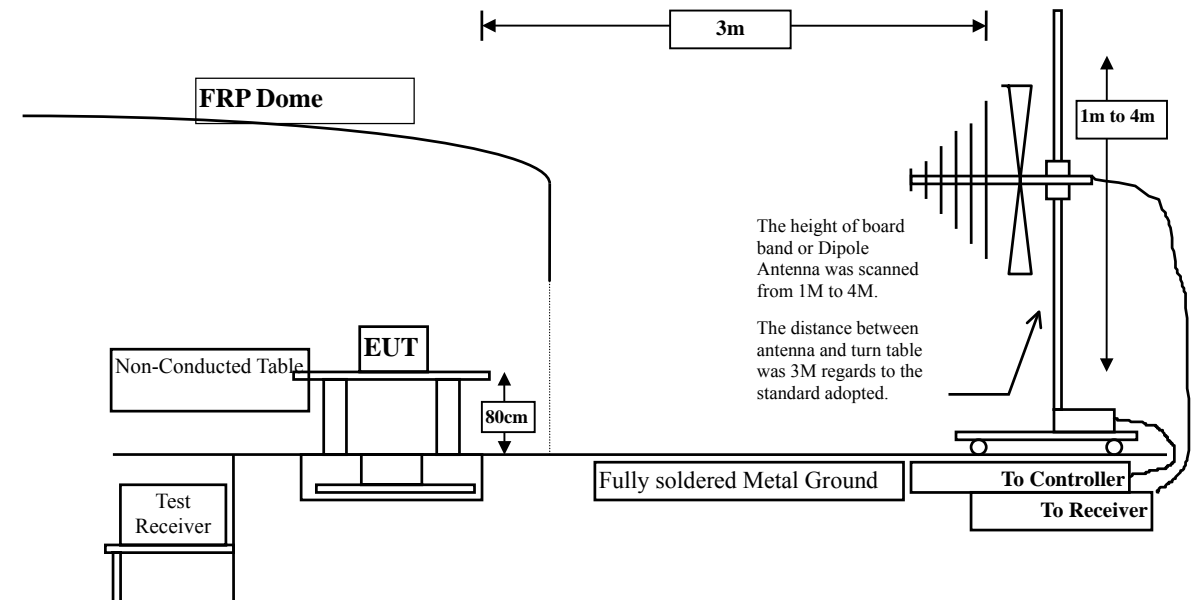 3m
FRP Dome
1m to 4m
The height of board
band or Dipole
Antenna was scanned
from 1M to 4M.
The distance between
antenna and turn table
was 3M regards to the
standard adopted.
EUT
Non-Conducted Table
80cm
Fully soldered Metal Ground
To Controller
To Receiver
Test
Receiver